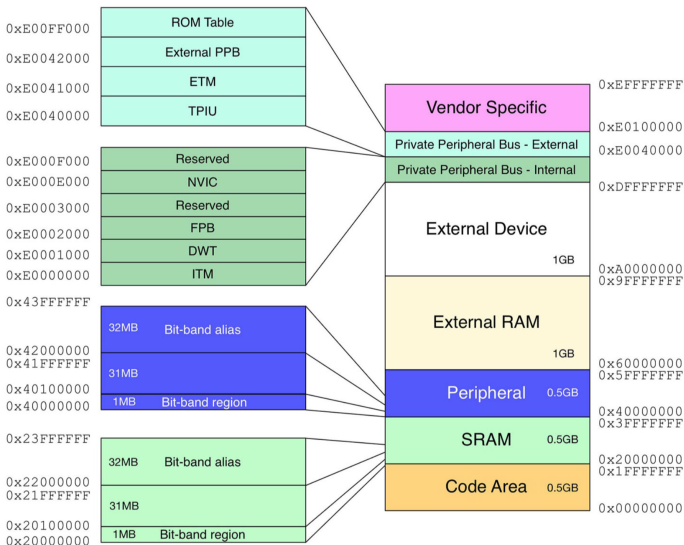 0xE00FF000
ROM Table
0xE0042000
External PPB
0xE0041000
ETM
0xE0040000
TPIU
0xE000F000
Reserved
0xE000E000
NVIC
0xE0003000
Reserved
0xE0002000
FPB
0xE0001000
DWT
0xE0000000
ITM
0x43FFFFFF
32MB Bit-band alias
0x42000000
0x41FFFFFF
31MB
0x40100000
0x40000000
1MB Bit-band region
0x23FFFFFF
32MB Bit-band alias
0x22000000
0x21FFFFFF
31MB
0x20100000
0x20000000
1MB Bit-band region
0xEFFFFFFF
Vendor Specific
0xE0100000
Private Peripheral Bus - External
0xE0040000
Private Peripheral Bus - Internal
0xDFFFFFFF
External Device
1GB
0xA0000000
0x9FFFFFFF
External RAM
1GB
0x60000000
0x5FFFFFFF
Peripheral 0.5GB
0x40000000
0x3FFFFFFF
SRAM 0.5GB
0x20000000
0x1FFFFFFF
Code Area 0.5GB
0x00000000